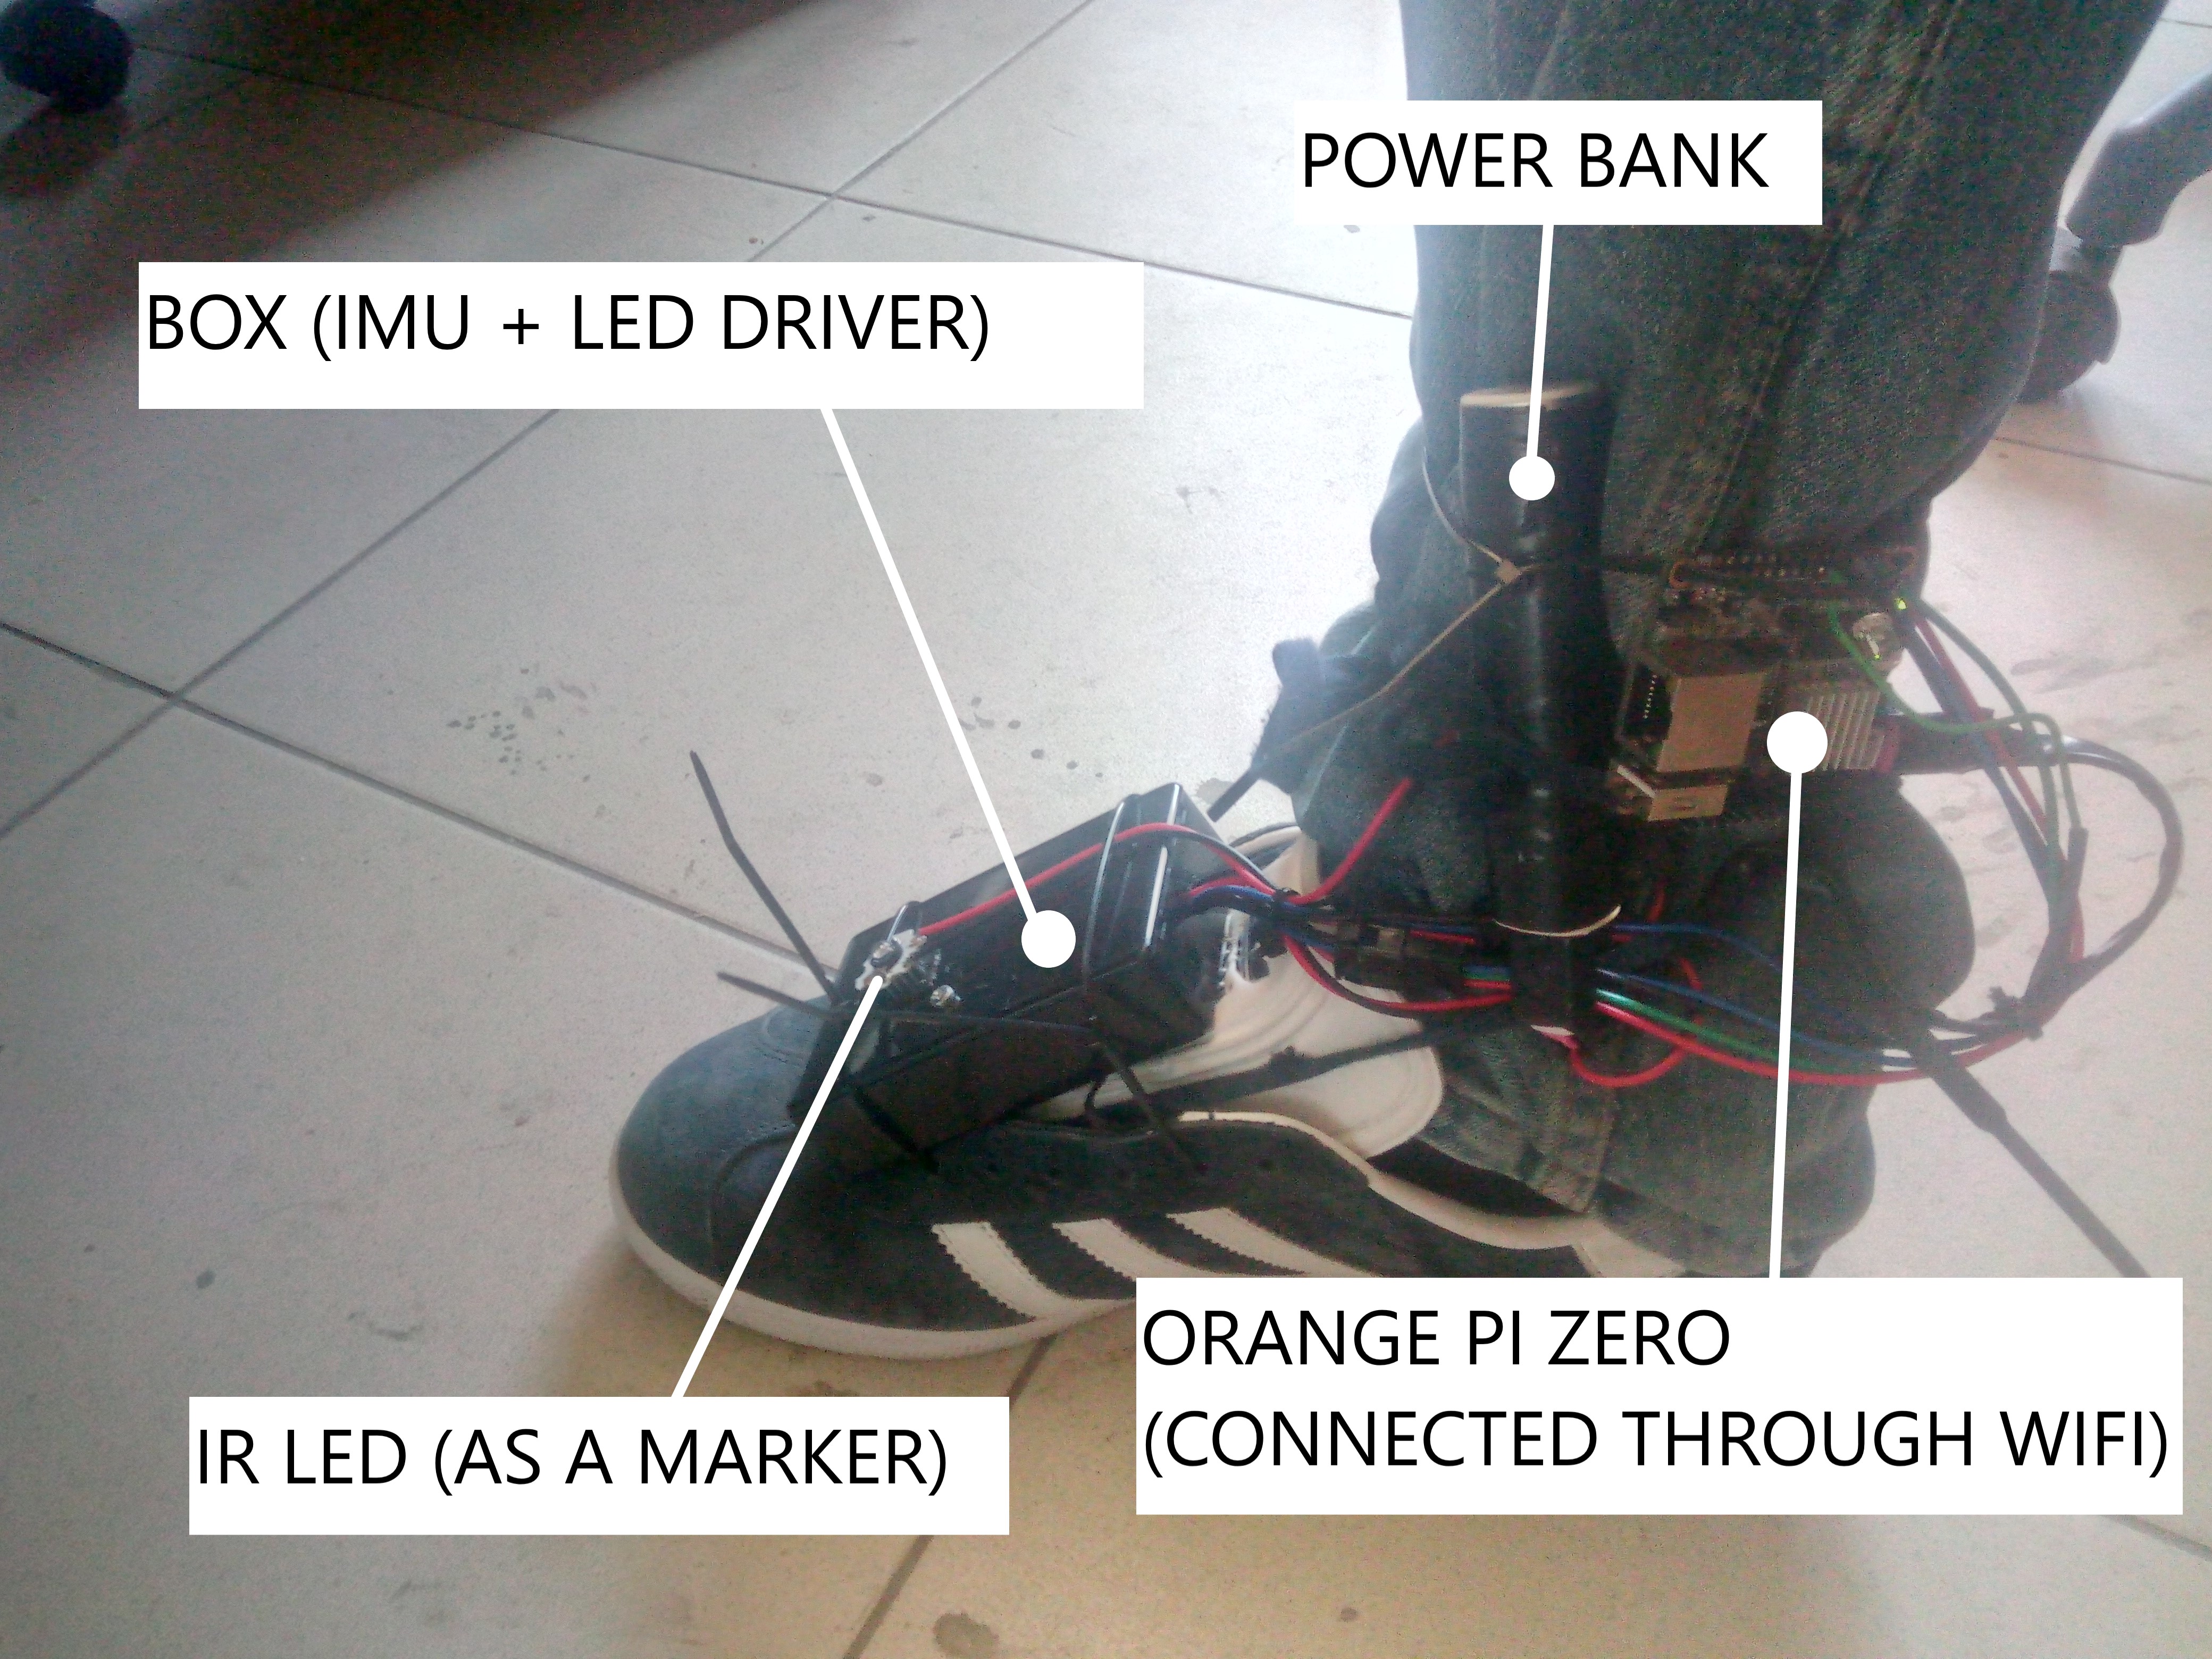 POWER BANK
BOX (IMU + LED DRIVER)
ORANGE PI ZERO
(CONNECTED THROUGH WIFI)
IR LED (AS A MARKER)